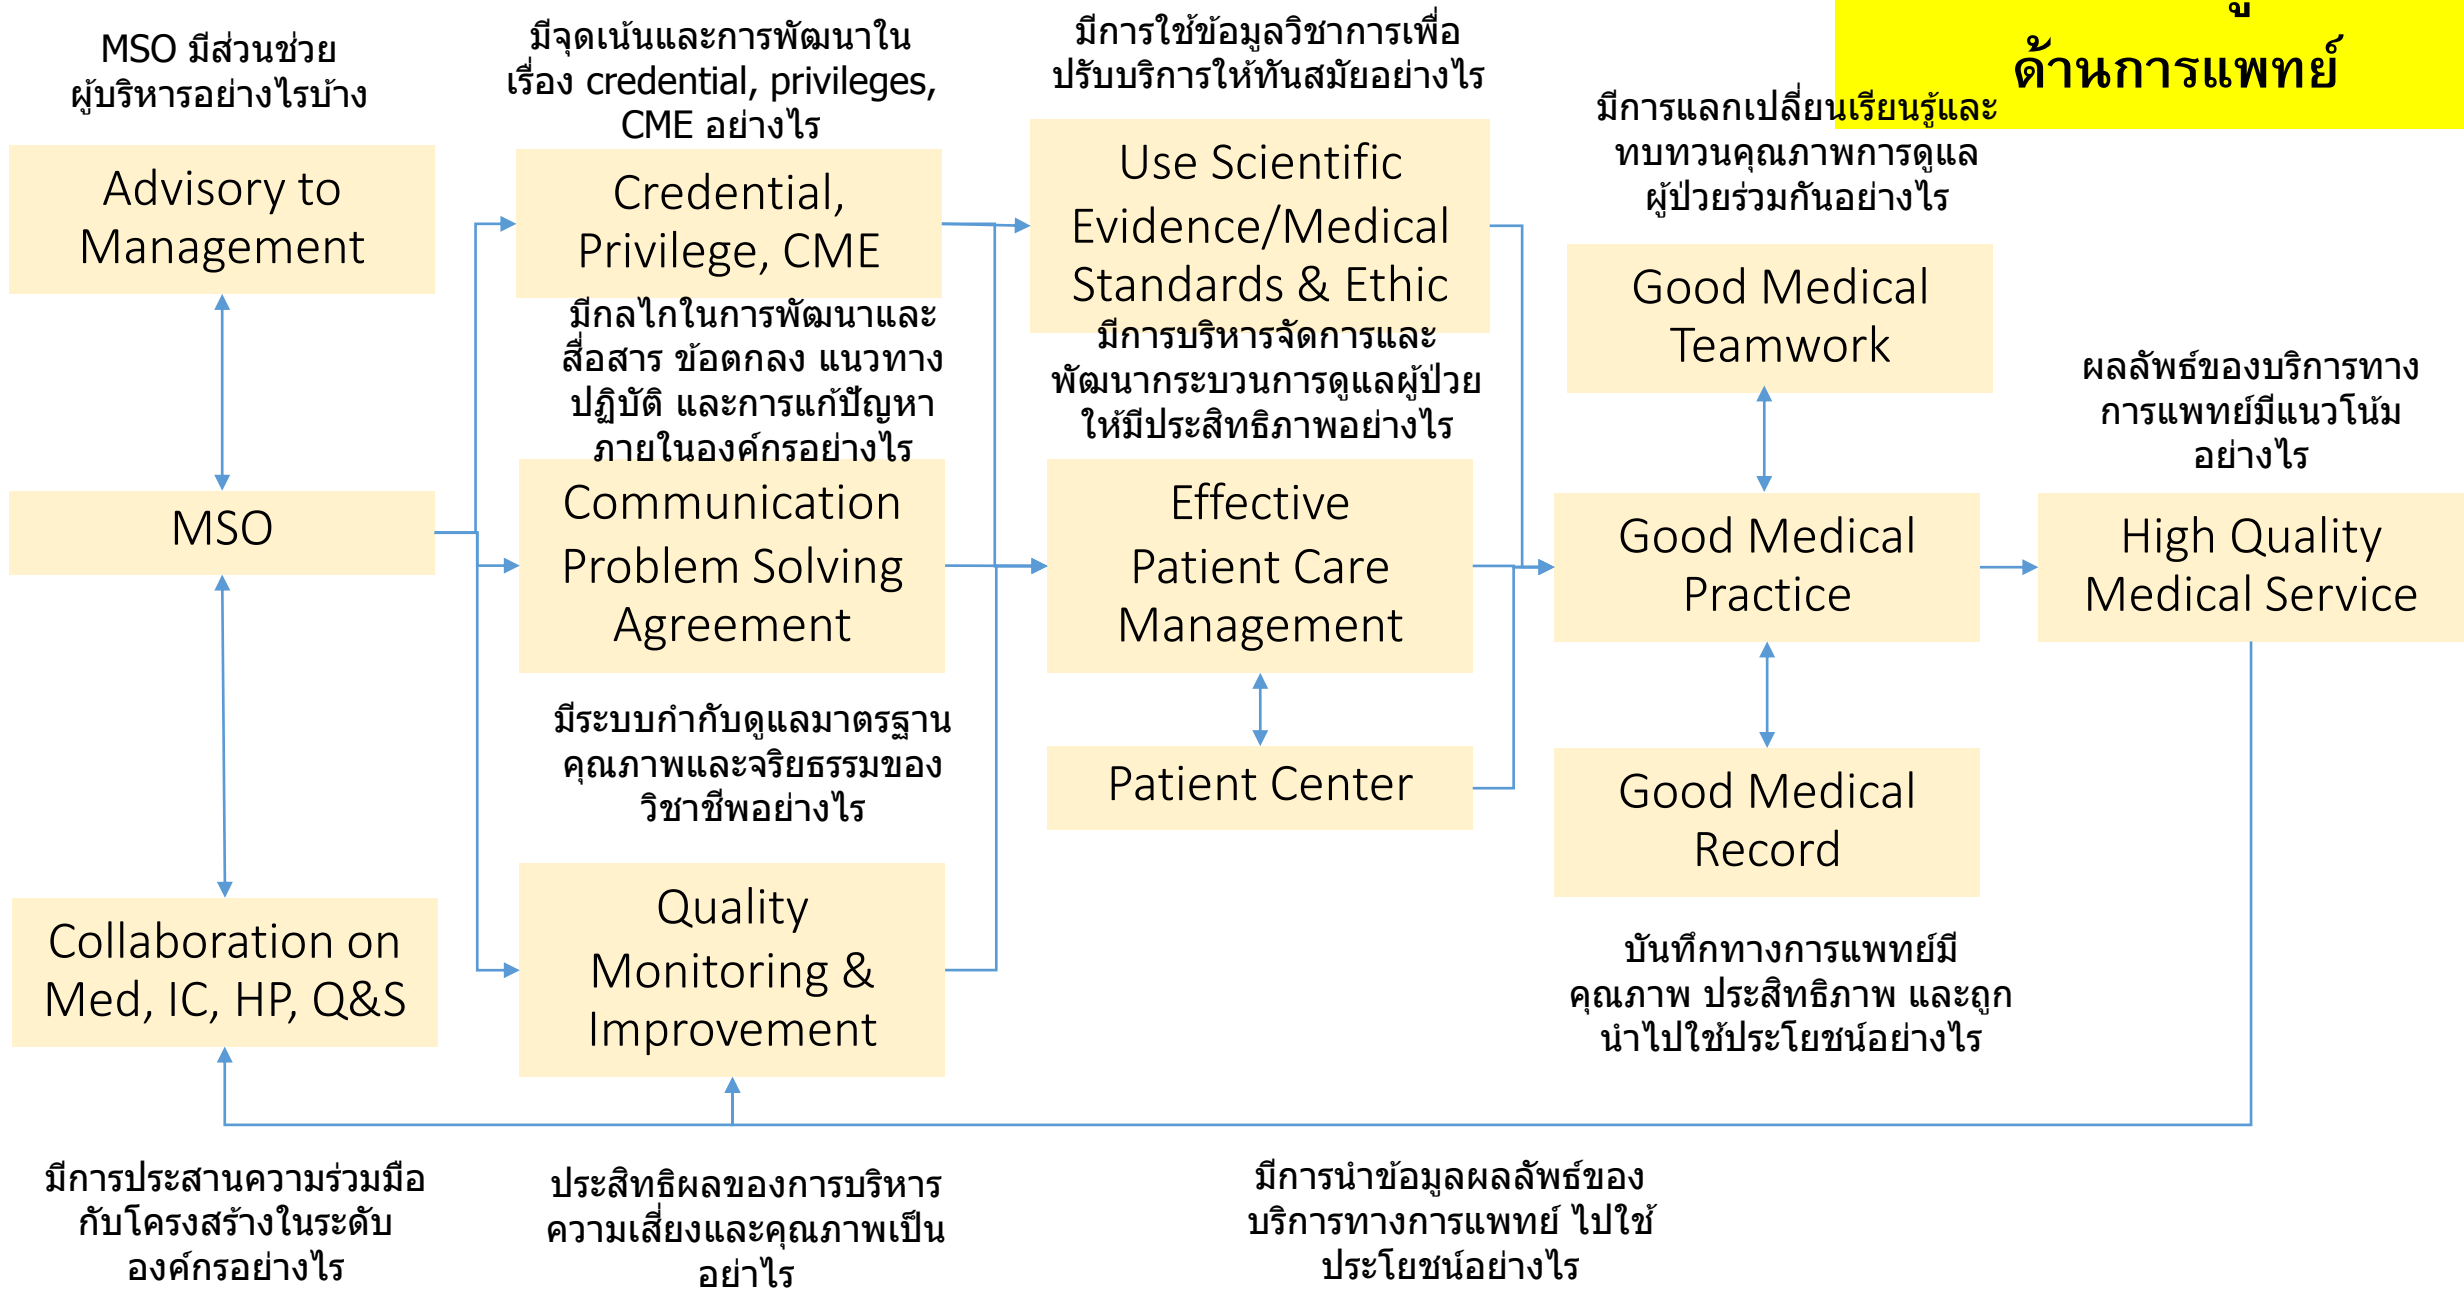 ด้านการแพทย์
MSO มีส่วนช่วย
ผู้บริหารอย่างไรบ้าง
Advisory to
Management
MSO
Collaboration on
Med, IC, HP, Q&S
มีการประสานความร่วมมือ
กับโครงสร้างในระดับ
องค์กรอย่างไร
มีจุดเน้นและการพัฒนาใน
เรื่อง credential, privileges,
CME อย่างไร
Credential,
Privilege, CME
มีกลไกในการพัฒนาและ
สื่อสาร ข้อตกลง แนวทาง
ปฏิบัติ และการแก้ปัญหา
ภายในองค์กรอย่างไร
Communication
Problem Solving
Agreement
มีระบบกำกับดูแลมาตรฐาน
คุณภาพและจริยธรรมของ
วิชาชีพอย่างไร
Quality
Monitoring &
Improvement
ประสิทธิผลของการบริหาร
ความเสี่ยงและคุณภาพเป็น
อย่าไร
มีการใช้ข้อมูลวิชาการเพื่อ
ปรับบริการให้ทันสมัยอย่างไร
Use Scientific
Evidence/Medical
Standards & Ethic
มีการบริหารจัดการและ
พัฒนากระบวนการดูแลผู้ป่วย
ให้มีประสิทธิภาพอย่างไร
Effective
Patient Care
Management
Patient Center
มีการแลกเปลี่ยนเรียนรู้และ
ทบทวนคุณภาพการดูแล
ผู้ป่วยร่วมกันอย่างไร
Good Medical
Teamwork
Good Medical
Practice
Good Medical
Record
บันทึกทางการแพทย์มี
คุณภาพ ประสิทธิภาพ และถูก
นำไปใช้ประโยชน์อย่างไร
ผลลัพธ์ของบริการทาง
การแพทย์มีแนวโน้ม
อย่างไร
High Quality
Medical Service
มีการนำข้อมูลผลลัพธ์ของ
บริการทางการแพทย์ ไปใช้
ประโยชน์อย่างไร